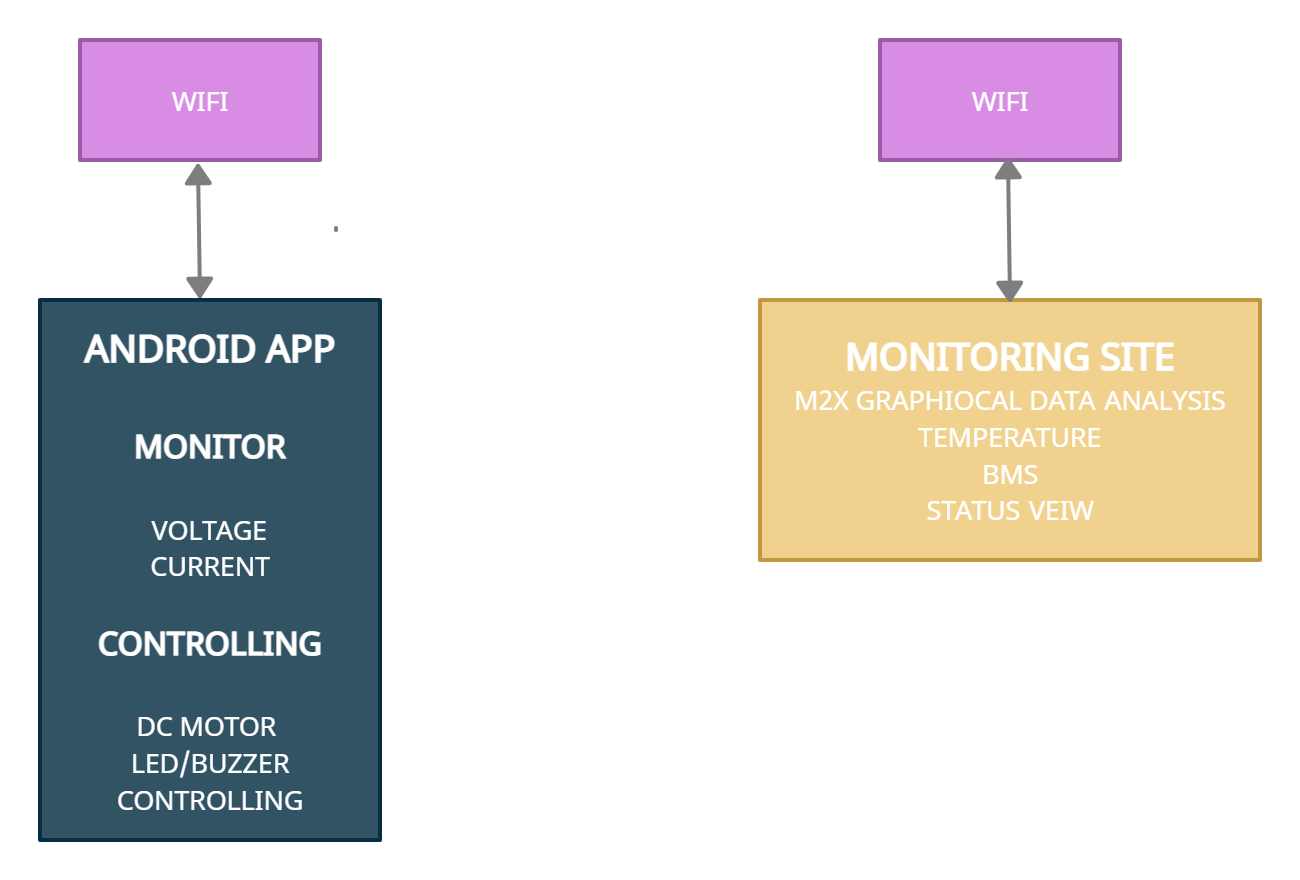 WIFI
WIFI
ANDROID APP
MONITOR
VOLTAGE
CURRENT
CONTROLLING
DC MOTOR
LED/BUZZER
CONTROLLING
MONITORING SITE
M2X GRAPHIOCAL DATA ANALYSIS
TEMPERATURE
BMS
STATUS VEIW